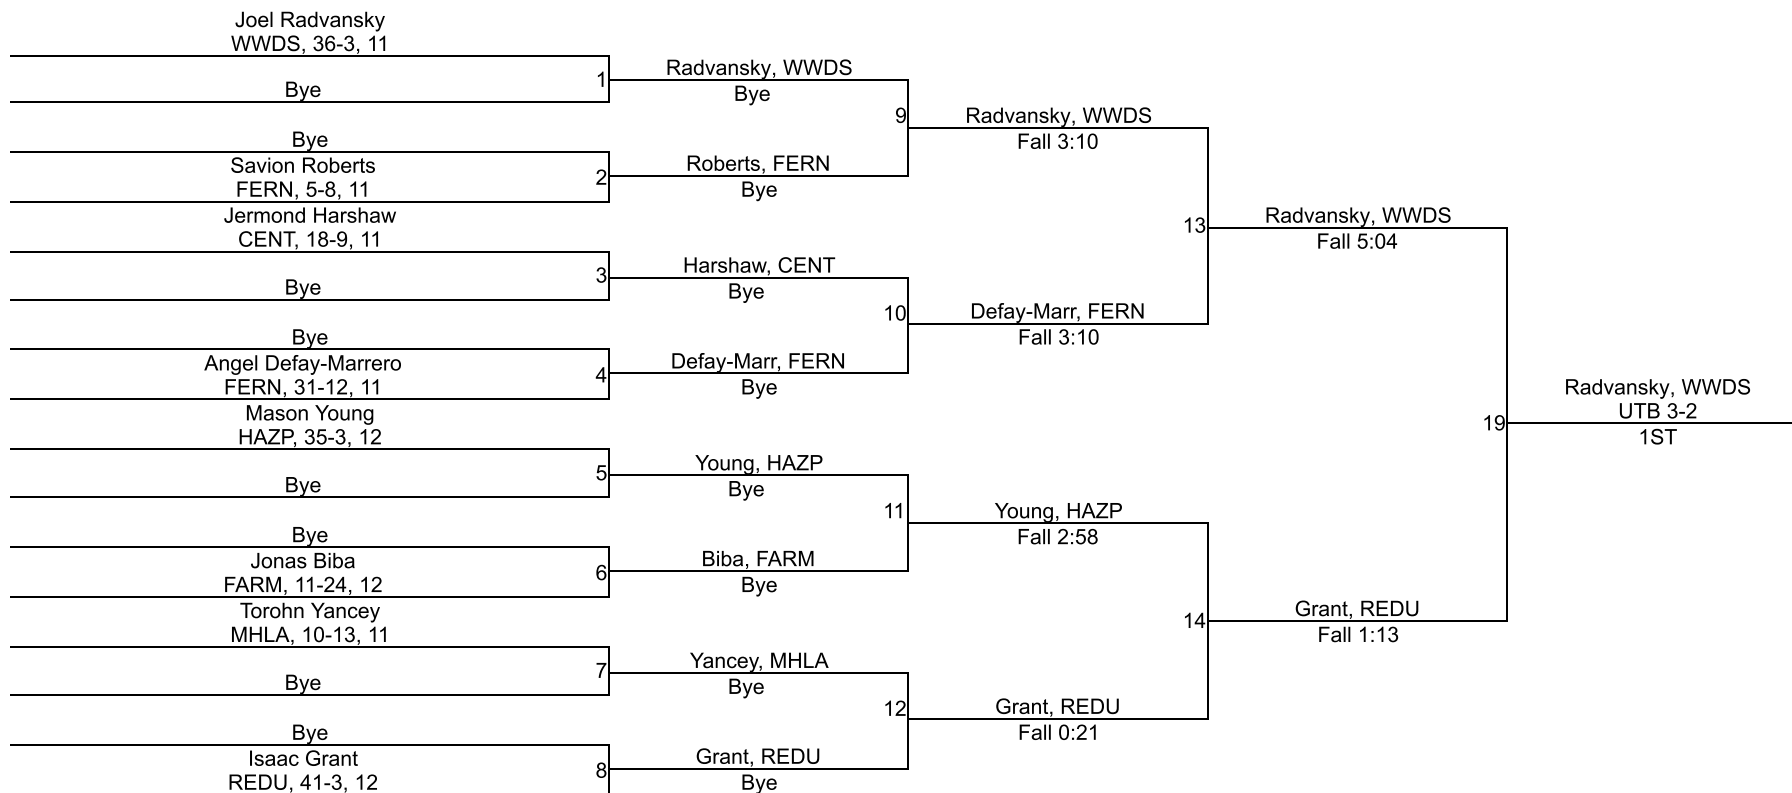 Joel Radvansky
WWDS, 36-3, 11
Bye
1
Bye
Savion Roberts
FERN, 5-8, 11
2
Jermond Harshaw
CENT, 18-9, 11
Bye
3
Bye
Angel Defay-Marrero
FERN, 31-12, 11
4
Mason Young
HAZP, 35-3, 12
Bye
5
Bye
Jonas Biba
FARM, 11-24, 12
6
Torohn Yancey
MHLA, 10-13, 11
Bye
7
Bye
Isaac Grant
REDU, 41-3, 12
8
Radvansky, WWDS
Bye
9
Roberts, FERN
Bye
Harshaw, CENT
Bye
10
Defay-Marr, FERN
Bye
Young, HAZP
Bye
11
Biba, FARM
Bye
Yancey, MHLA
Bye
12
Grant, REDU
Bye
Radvansky, WWDS
Fall 3:10
13
Defay-Marr, FERN
Fall 3:10
Young, HAZP
Fall 2:58
14
Grant, REDU
Fall 0:21
Radvansky, WWDS
Fall 5:04
19
Grant, REDU
Fall 1:13
Radvansky, WWDS
UTB 3-2
1ST